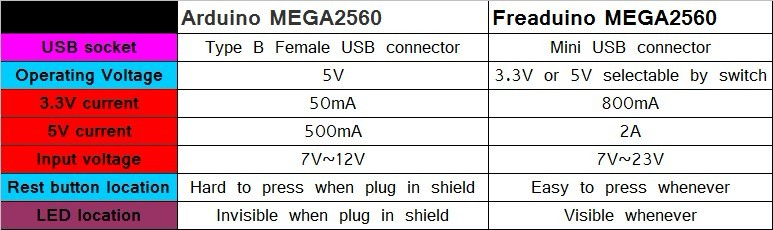 Arduino MEGA2560 Freaduino MEGA2560
USB socket Type B Female USB connector Mini USB connector
Operating Voltage 5V 3.3V or 5V selectable by switch
3.3V current 50mA 800mA
5V current 500mA 2A
Input voltage 7V~12V 7V~23V
Rest button location Hard to press when plug in shield Easy to press whenever
LED location Invisible when plug in shield Visible whenever